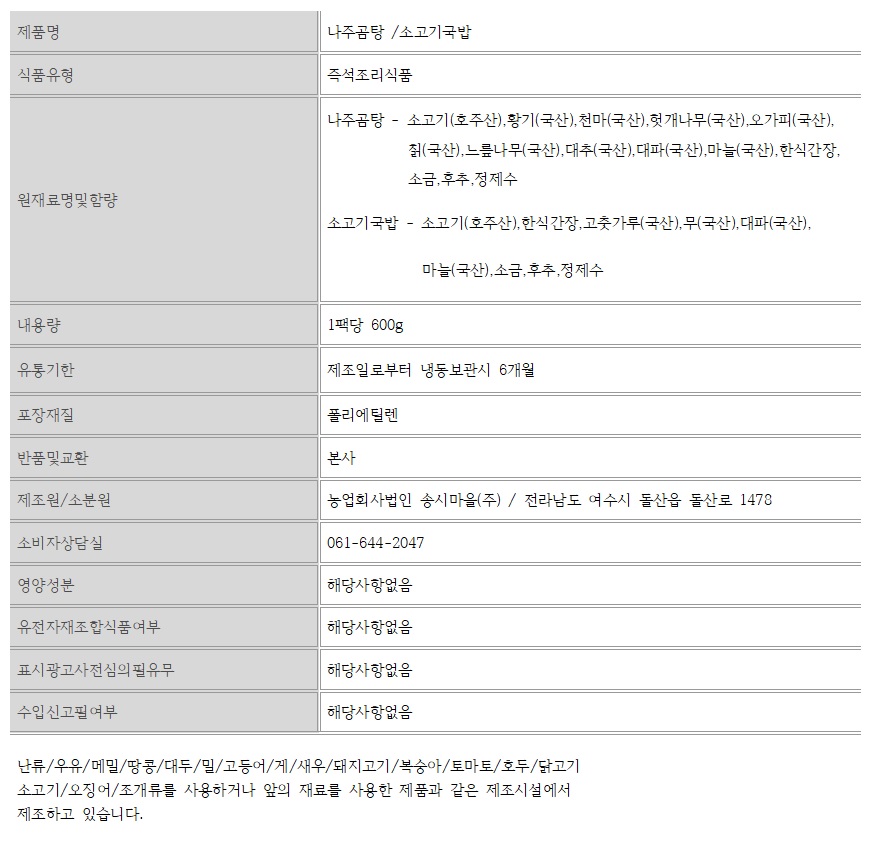 제품명
나주곰탕 /소고기국밥
식품유형
즉석조리식품
원재료명및함량
나주곰탕 - 소고기(호주산),황기(국산),천마(국산),헛개나무(국산),오가피(국산),
칡(국산),느릅나무(국산),대추(국산),대파(국산),마늘(국산),한식간장,
소금,후추,정제수
소고기국밥 - 소고기(호주산),한식간장,고춧가루(국산),무(국산),대파(국산),
마늘(국산),소금,후추,정제수
내용량
1팩당 600g
유통기한
제조일로부터 냉동보관시 6개월
포장재질
폴리에틸렌
반품및교환
본사
제조원/소분원
농업회사법인 송시마을(주) / 전라남도 여수시 돌산읍 돌산로 1478
소비자상담실
061-644-2047
영양성분
해당사항없음
유전자재조합식품여부
해당사항없음
표시광고사전심의필유무
해당사항없음
수입신고필여부
해당사항없음
난류/우유/메밀/땅콩/대두/밀/고등어/게/새우/돼지고기/복숭아/토마토/호두/닭고기
소고기/오징어/조개류를 사용하거나 앞의 재료를 사용한 제품과 같은 제조시설에서
제조하고 있습니다.